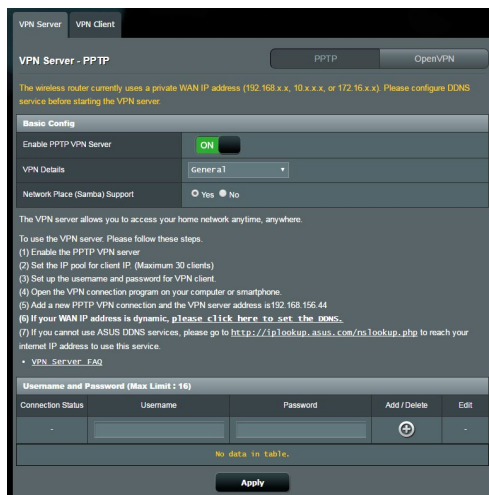 VPN Server VPN Client
VPN Server - PPTP PPTP OpenVPN
The wireless router currently uses a private WAN IP address (192.168.x.x, 10.x.x.x, or 172.16.x.x). Please configure DDNS
service before starting the VPN server.
Basic Config
Enable PPTP VPN Server ON
VPN Details General
Network Place (Samba) Support Yes No
The VPN server allows you to access your home network anytime, anywhere.
To use the VPN server. Please follow these steps.
(1) Enable the PPTP VPN server
(2) Set the IP pool for client IP. (Maximum 30 clients)
(3) Set up the username and password for VPN client.
(4) Open the VPN connection program on your computer or smartphone.
(5) Add a new PPTP VPN connection and the VPN server address is192.168.156.44
(6) If your WAN IP address is dynamic, please click here to set the DDNS.
(7) If you cannot use ASUS DDNS services, please go to http://iplookup.asus.com/nslookup.php to reach your
internet IP address to use this service.
• VPN Server FAQ
Username and Password (Max Limit : 16)
Connection Status Username Password Add / Delete Edit
- -
No data in table.
Apply